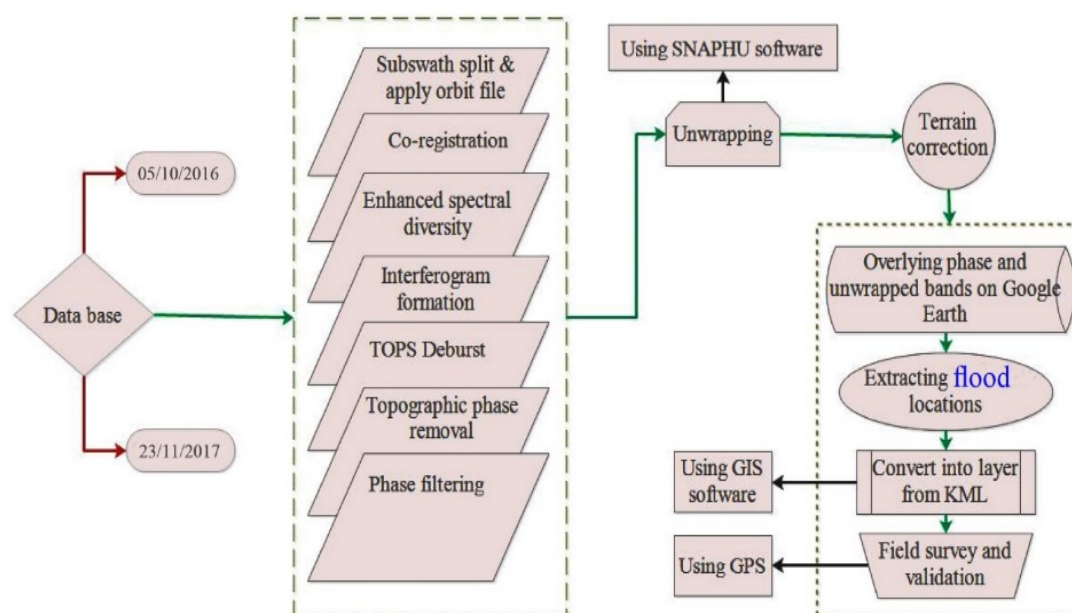 Data base
05/10/2016
23/11/2017
Subswath split &
apply orbit file
Co-registration
Enhanced spectral
diversity
Interferogram
formation
TOPS Deburst
Topographic phase
removal
Phase filtering
Using SNAPHU software
Unwrapping
Terrain
correction
Overlying phase and
unwrapped bands on Google
Earth
Extracting flood
locations
Convert into layer
from KML
Using GIS
software
Field survey and
validation
Using GPS